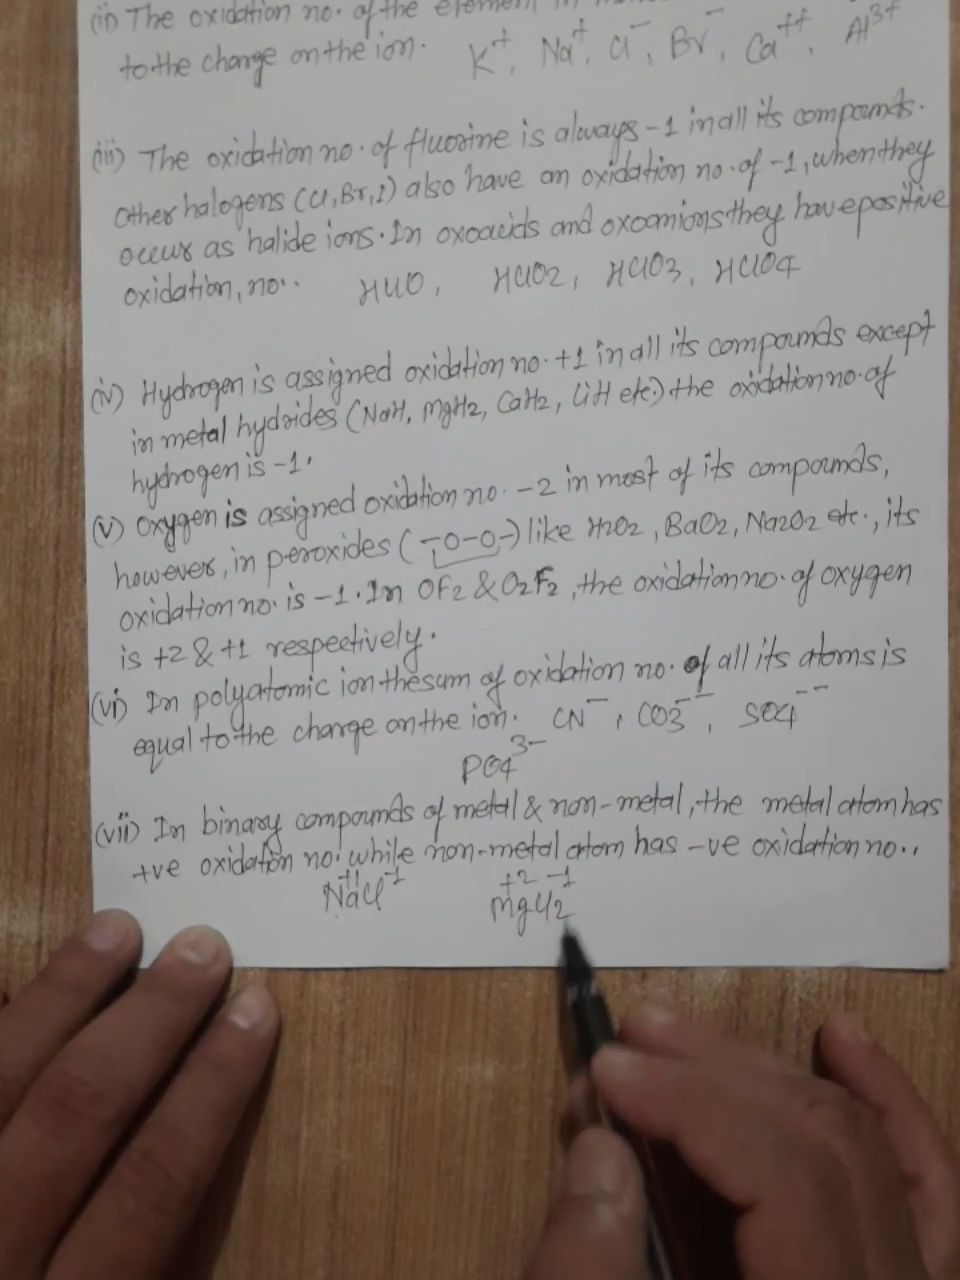 (ii) The oxidation no. of the element in
to the charge on the ion. K⁺, Na⁺, Cl⁻, Br⁻, Ca⁺⁺, Al³⁺
(iii) The oxidation no. of fluorine is always -1 in all its compounds.
Other halogens (Cl, Br, I) also have an oxidation no. of -1, when they
occur as halide ions. In oxoacids and oxoanions they have positive
oxidation, no.. HClO, HClO2, HClO3, HClO4
(iv) Hydrogen is assigned oxidation no. +1 in all its compounds except
in metal hydrides (NaH, MgH2, CaH2, LiH etc.) the oxidation no. of
hydrogen is -1.
(v) Oxygen is assigned oxidation no. -2 in most of its compounds,
however, in peroxides (-O-O-) like H2O2, BaO2, Na2O2 etc., its
oxidation no. is -1. In OF2 & O2F2, the oxidation no. of oxygen
is +2 & +1 respectively.
(vi) In polyatomic ion the sum of oxidation no. of all its atoms is
equal to the charge on the ion. CN⁻, CO3⁻⁻, SO4⁻⁻
PO4³⁻
(vii) In binary compounds of metal & non-metal, the metal atom has
+ve oxidation no. while non-metal atom has -ve oxidation no..
+1 -1 +2 -1
NaCl MgCl2